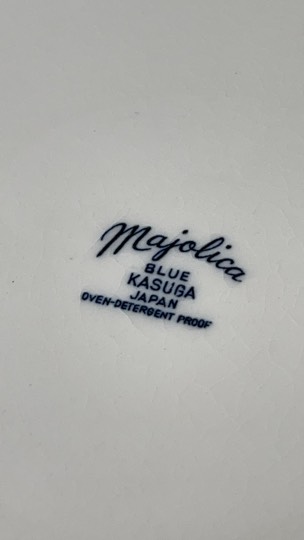 Majolica
BLUE
KASUGA
JAPAN
OVEN-DETERGENT PROOF